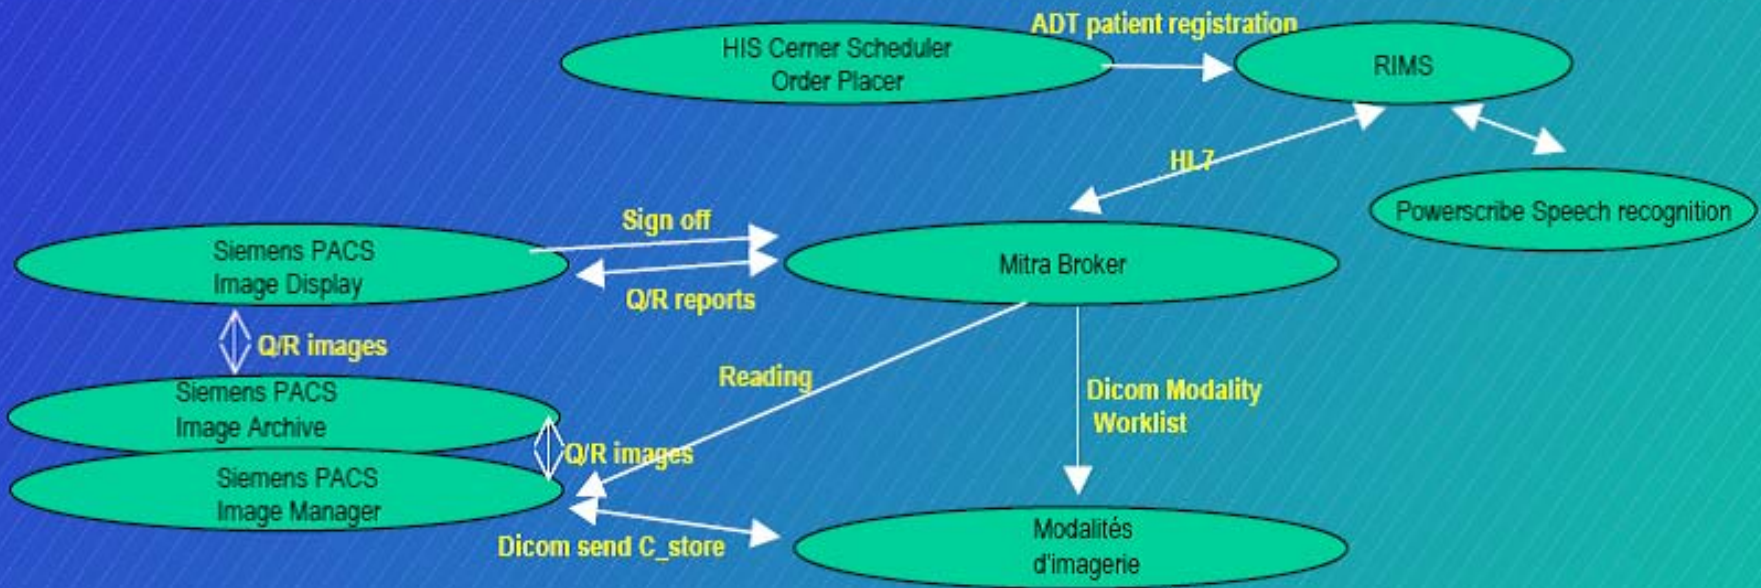 ADT patient registration
HIS Cerner Scheduler
Order Placer
RIMS
HL7
Powerscribe Speech recognition
Sign off
Siemens PACS
Image Display
Mitra Broker
Q/R reports
Q/R images
Siemens PACS
Image Archive
Reading
Dicom Modality
Worklist
Q/R images
Siemens PACS
Image Manager
Dicom send C_store
Modalités
d'imagerie